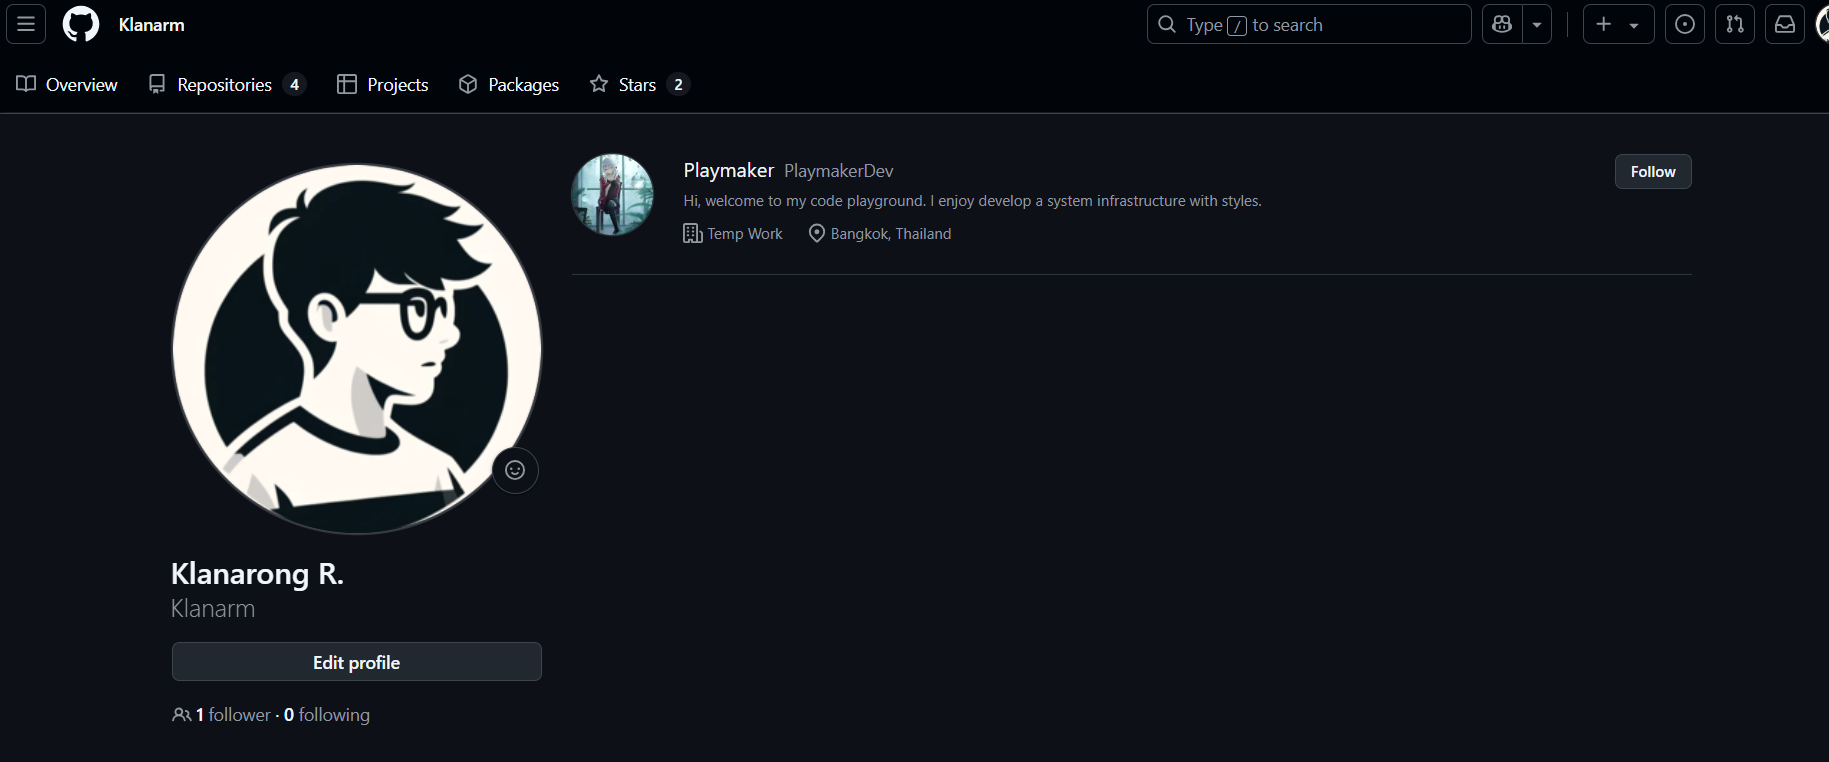 Klanarm
Type / to search
Overview
Repositories 4
Projects
Packages
Stars 2
Playmaker PlaymakerDev
Follow
Hi, welcome to my code playground. I enjoy develop a system infrastructure with styles.
Temp Work
Bangkok, Thailand
Klanarong R.
Klanarm
Edit profile
1 follower · 0 following